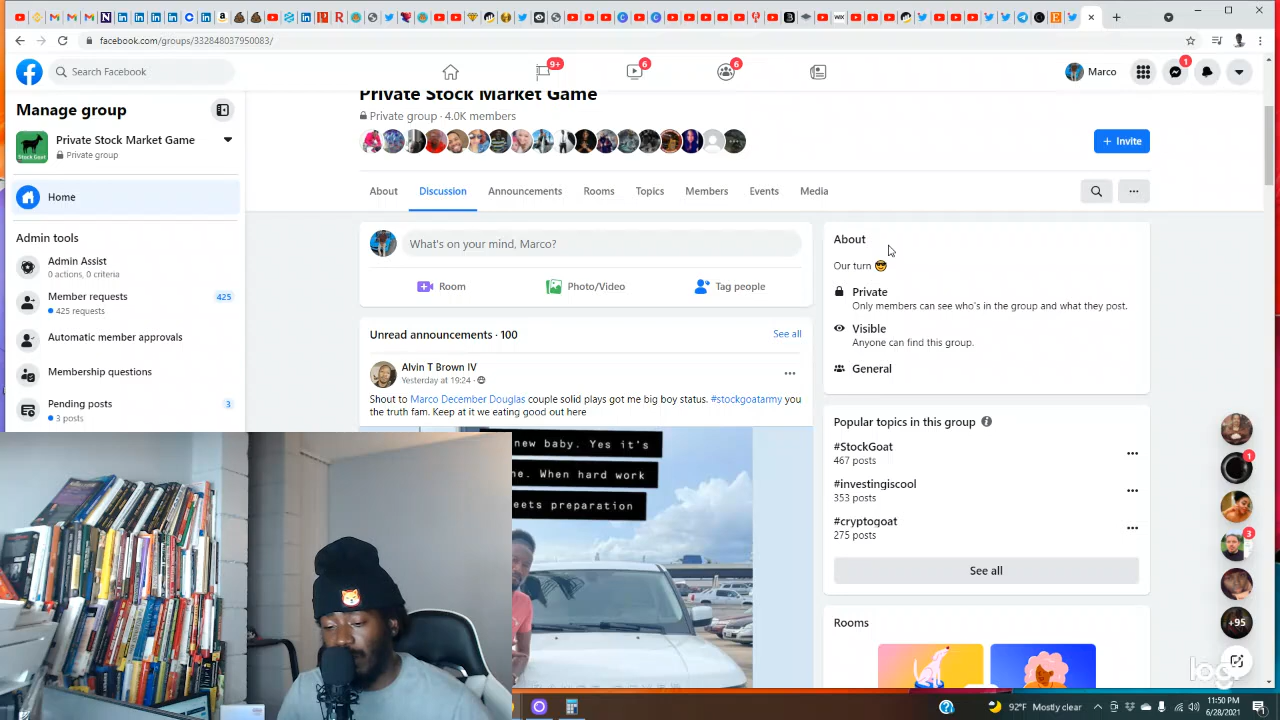 facebook.com/groups/332848037950083/
Search Facebook
9+
6
6
Marco
1
Manage group
Private Stock Market Game
Private group
Home
Admin tools
Admin Assist
0 actions, 0 criteria
Member requests
425
425 requests
Automatic member approvals
Membership questions
Pending posts
3
3 posts
Private Stock Market Game
Private group · 4.0K members
+ Invite
About
Discussion
Announcements
Rooms
Topics
Members
Events
Media
What's on your mind, Marco?
Room
Photo/Video
Tag people
Unread announcements · 100
See all
Alvin T Brown IV
Yesterday at 19:24 ·
Shout to Marco December Douglas couple solid plays got me big boy status. #stockgoatarmy you
the truth fam. Keep at it we eating good out here
new baby. Yes it's
ne. When hard work
eets preparation
About
Our turn 😎
Private
Only members can see who's in the group and what they post.
Visible
Anyone can find this group.
General
Popular topics in this group
#StockGoat
467 posts
#investingiscool
353 posts
#cryptogoat
275 posts
See all
Rooms
1
3
+95
92°F Mostly clear
11:50 PM
6/28/2021